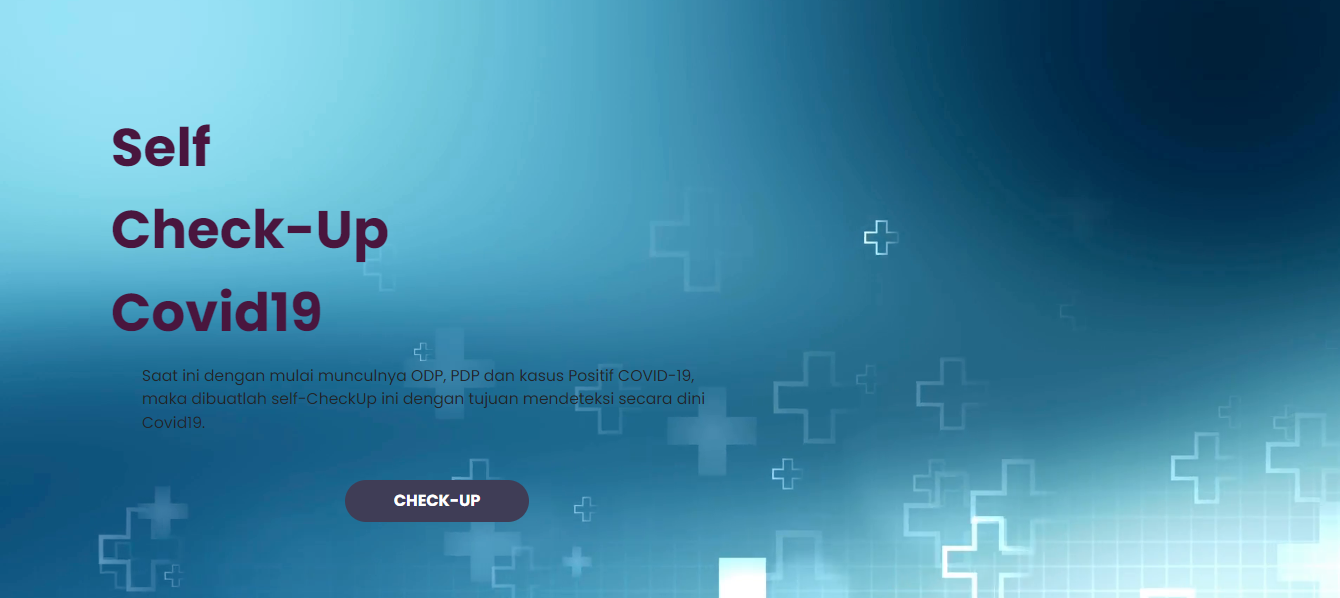 Self
Check-Up
Covid19
Saat ini dengan mulai munculnya ODP, PDP dan kasus Positif COVID-19,
maka dibuatlah self-CheckUp ini dengan tujuan mendeteksi secara dini
Covid19.
CHECK-UP